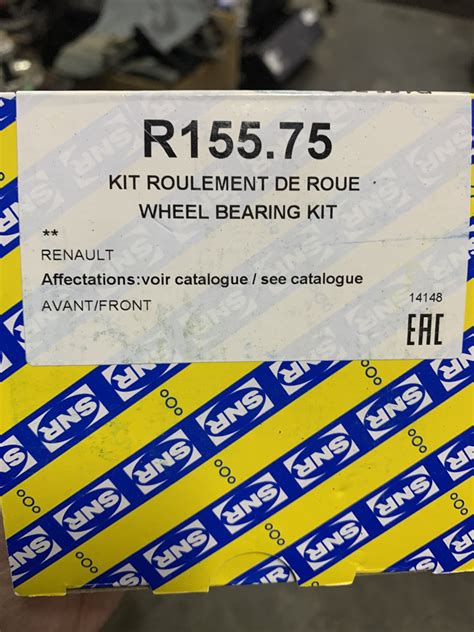 R155.75
KIT ROULEMENT DE ROUE
WHEEL BEARING KIT
**
RENAULT
Affectations:voir catalogue / see catalogue
AVANT/FRONT
14148
EAC
SNR
SNR
SNR
SNR
SNR
SNR
SNR
SNR
SNR
SNR
SNR
SNR